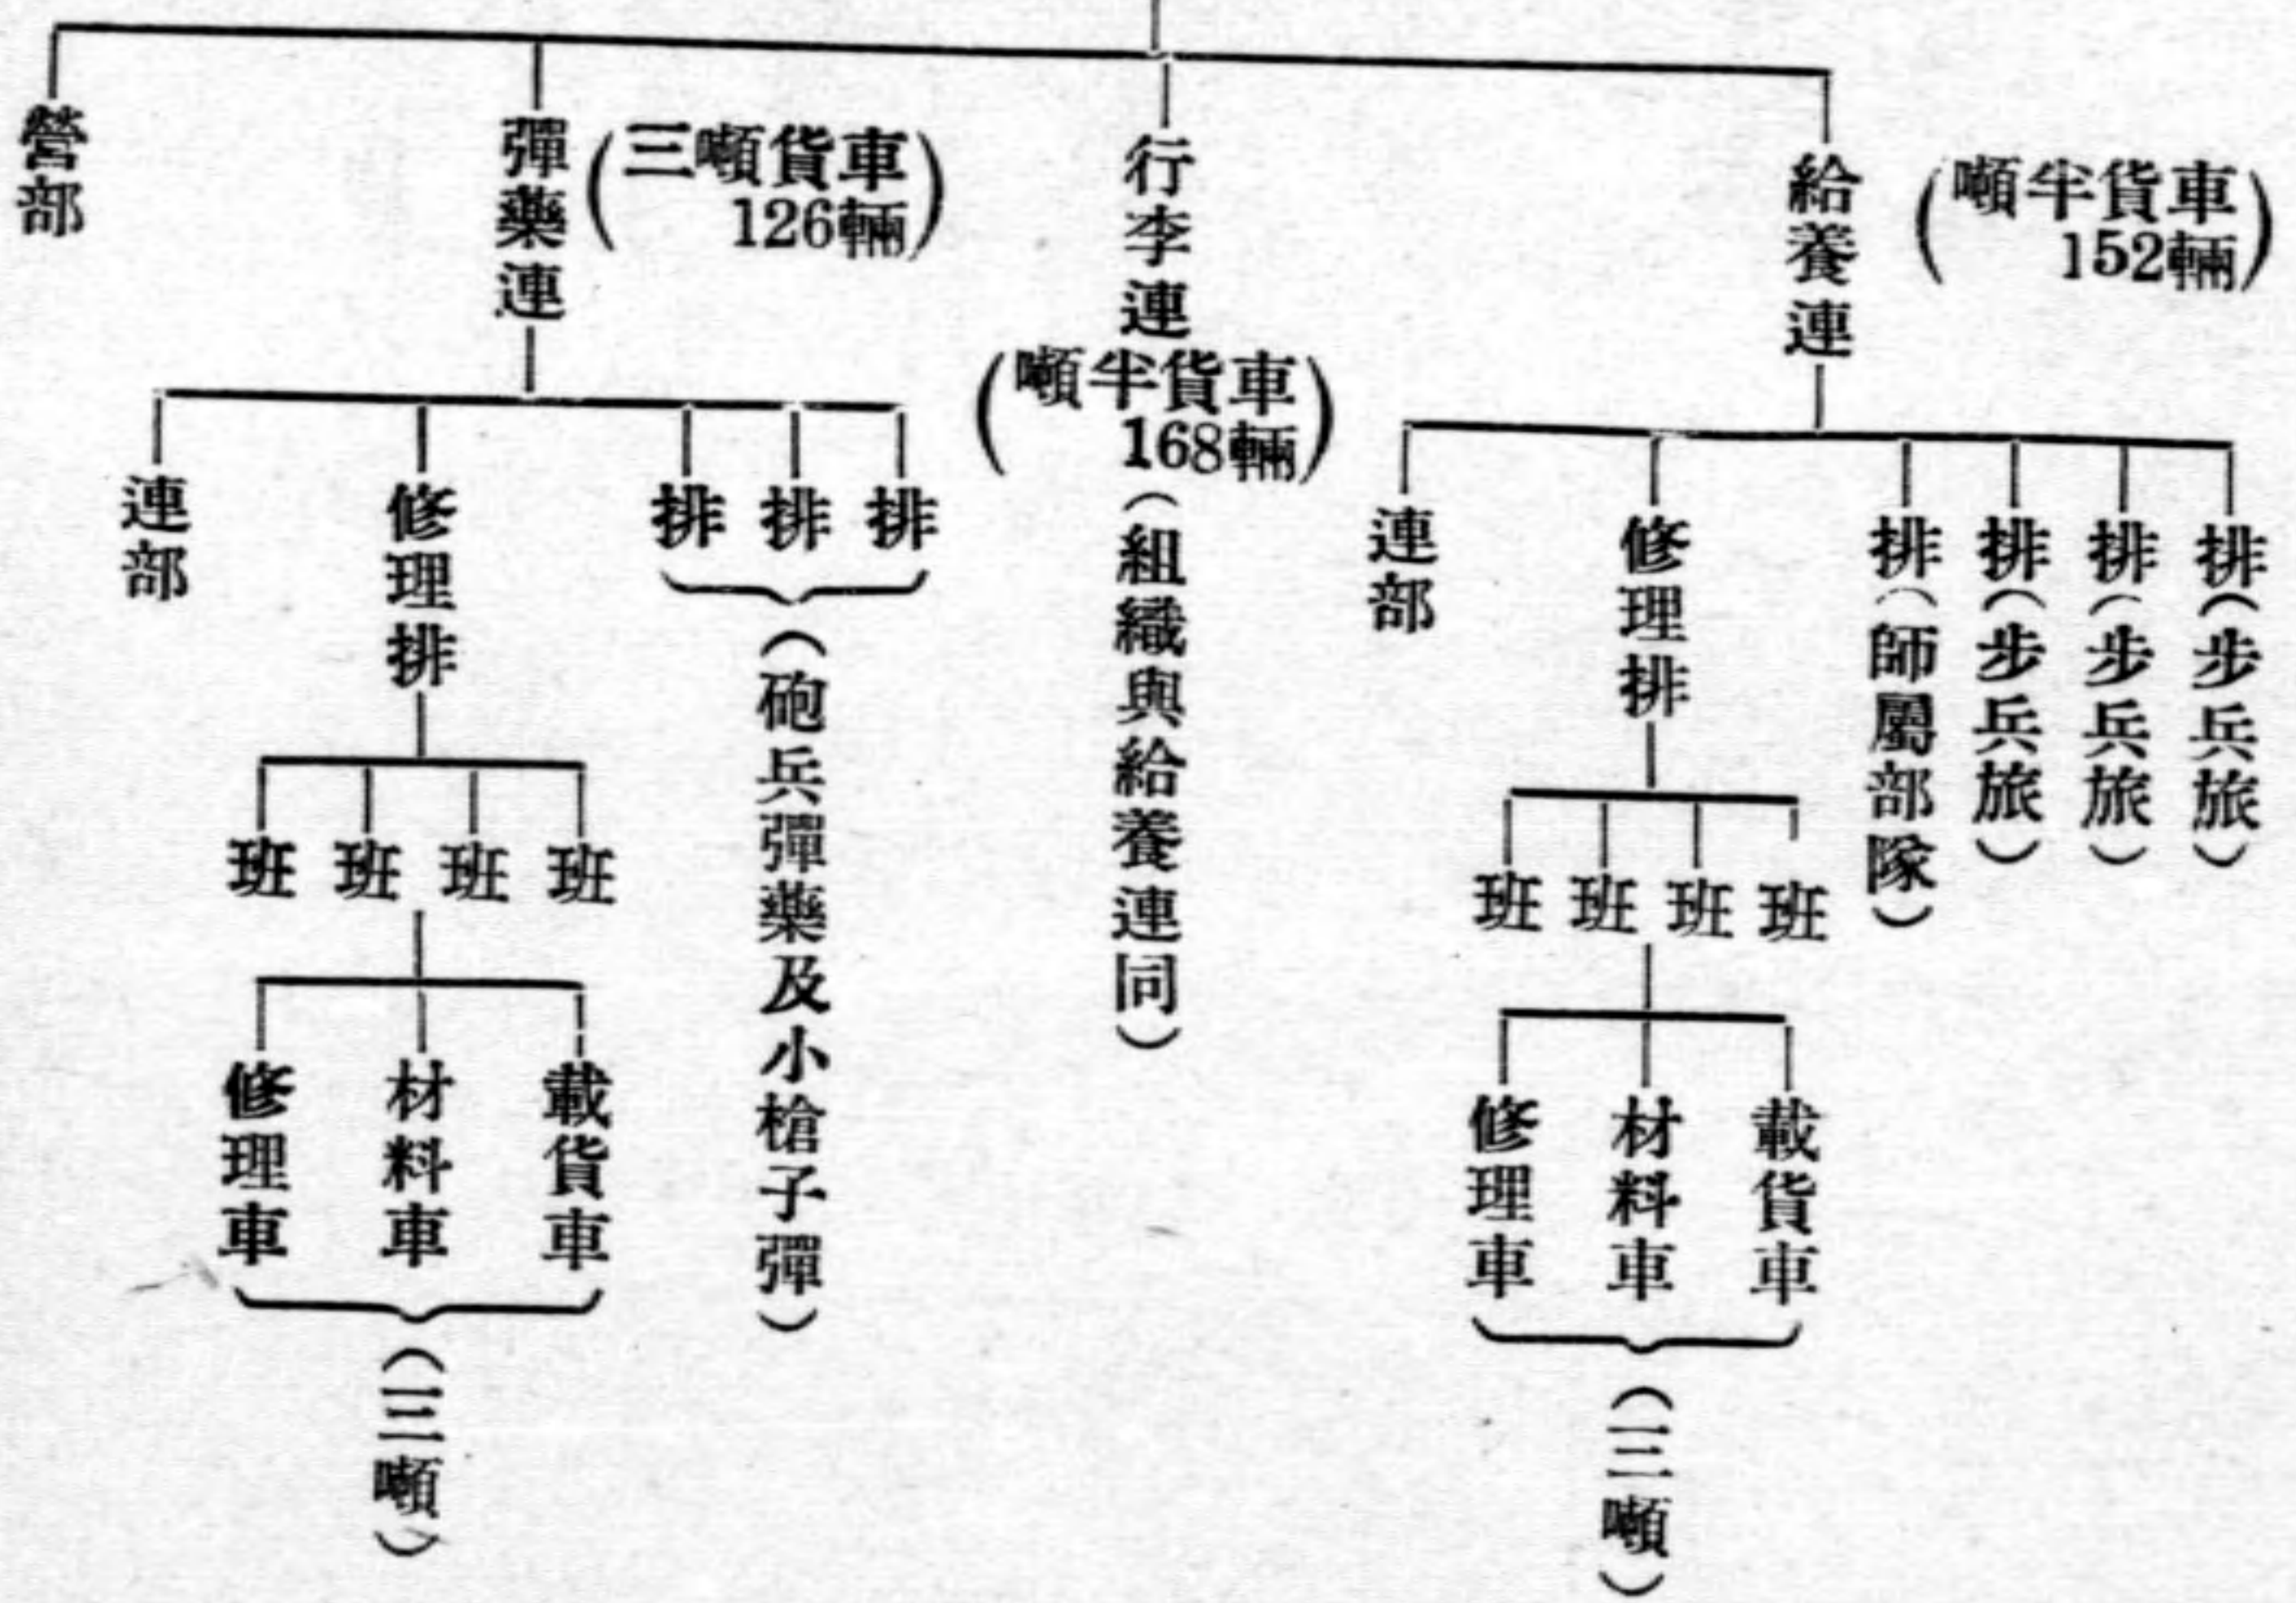 營部
彈藥連
(三噸貨車
126輛)
行李連
(噸半貨車
168輛)
(組織與給養連同)
給養連
(噸半貨車
152輛)
連部
修理排
排
排
排
(砲兵彈藥及小槍子彈)
班
班
班
班
修理車
材料車
載貨車
(三噸)
連部
修理排
排(師屬部隊)
排(步兵旅)
排(步兵旅)
排(步兵旅)
班
班
班
班
修理車
材料車
載貨車
(三噸)